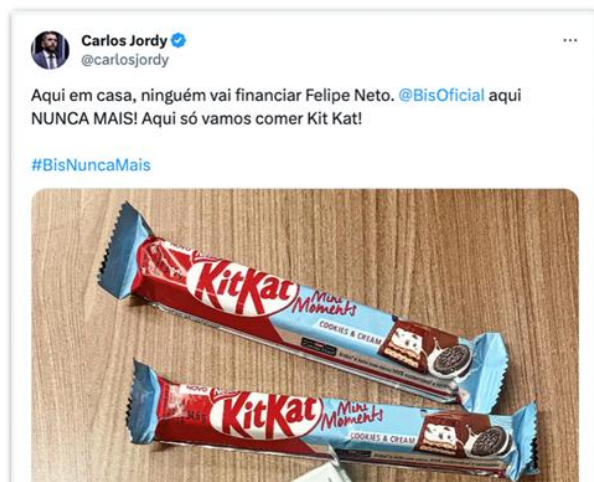 Carlos Jordy
@carlosjordy
Aqui em casa, ninguém vai financiar Felipe Neto. @BisOficial aqui
NUNCA MAIS! Aqui só vamos comer Kit Kat!
#BisNuncaMais
NOVO
KitKat
Mini
Moments
COOKIES & CREAM
NOVO
KitKat
Mini
Moments
COOKIES & CREAM